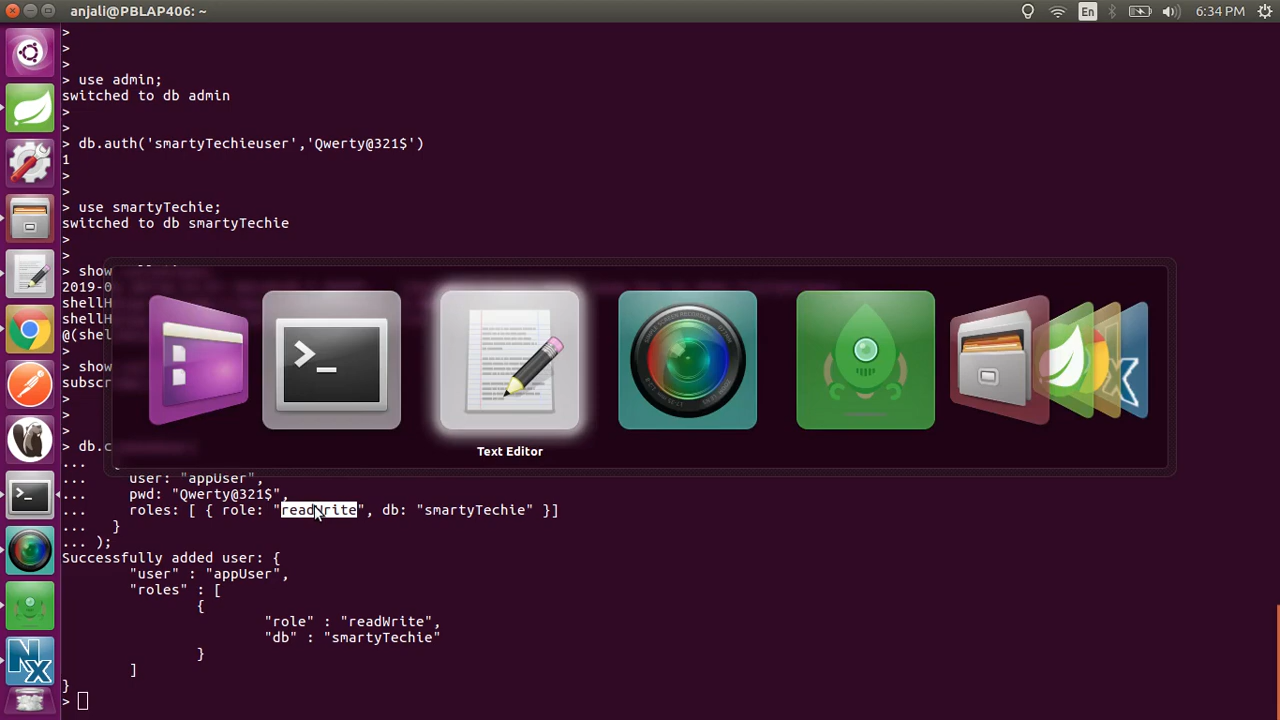 anjali@PBLAP406: ~
En
6:34 PM
>
>
>
> use admin;
switched to db admin
>
>
> db.auth('smartyTechieuser','Qwerty@321$')
1
>
>
> use smartyTechie;
switched to db smartyTechie
>
>
> show
2019-0
shellH
shellH
@(shel
>
> show
subscr
>
>
>
> db.c
Text Editor
...
... user: "appUser",
... pwd: "Qwerty@321$",
... roles: [ { role: "readWrite", db: "smartyTechie" }]
... }
... );
Successfully added user: {
"user" : "appUser",
"roles" : [
{
"role" : "readWrite",
"db" : "smartyTechie"
}
]
}
>